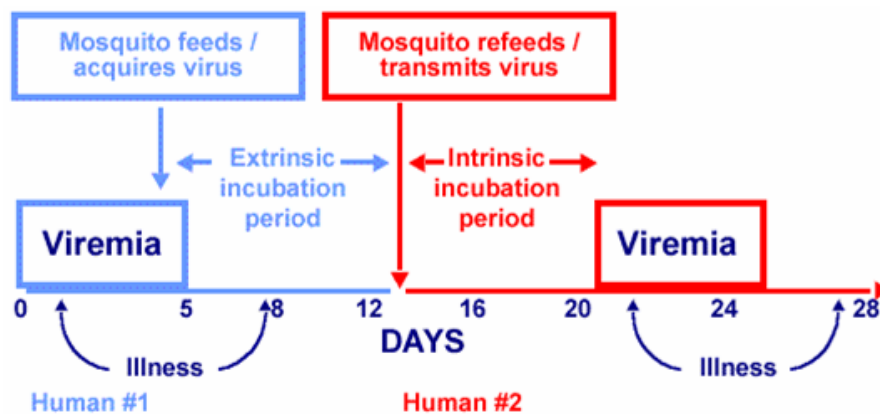 Mosquito feeds /
acquires virus
Mosquito refeeds /
transmits virus
Extrinsic
incubation
period
Intrinsic
incubation
period
Viremia
Viremia
0 5 8 12 16 20 24 28
DAYS
Illness
Illness
Human #1
Human #2